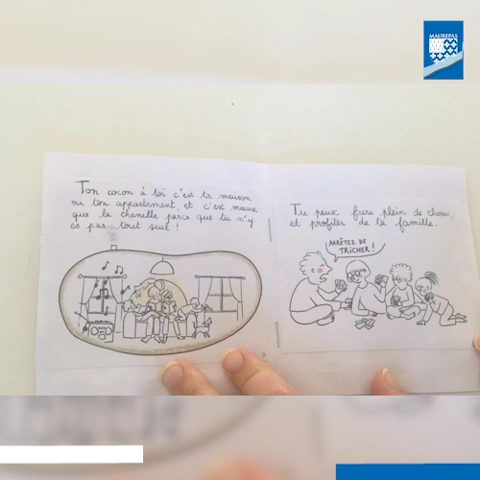 MAUREPAS
Ton cocon à toi c'est ta maison
ou ton appartement, et c'est mieux
que la chenille parce que tu n'y
es pas tout seul !
Tu peux faire plein de choses,
et profiter de la famille.
ARRÊTEZ DE
TRICHER !